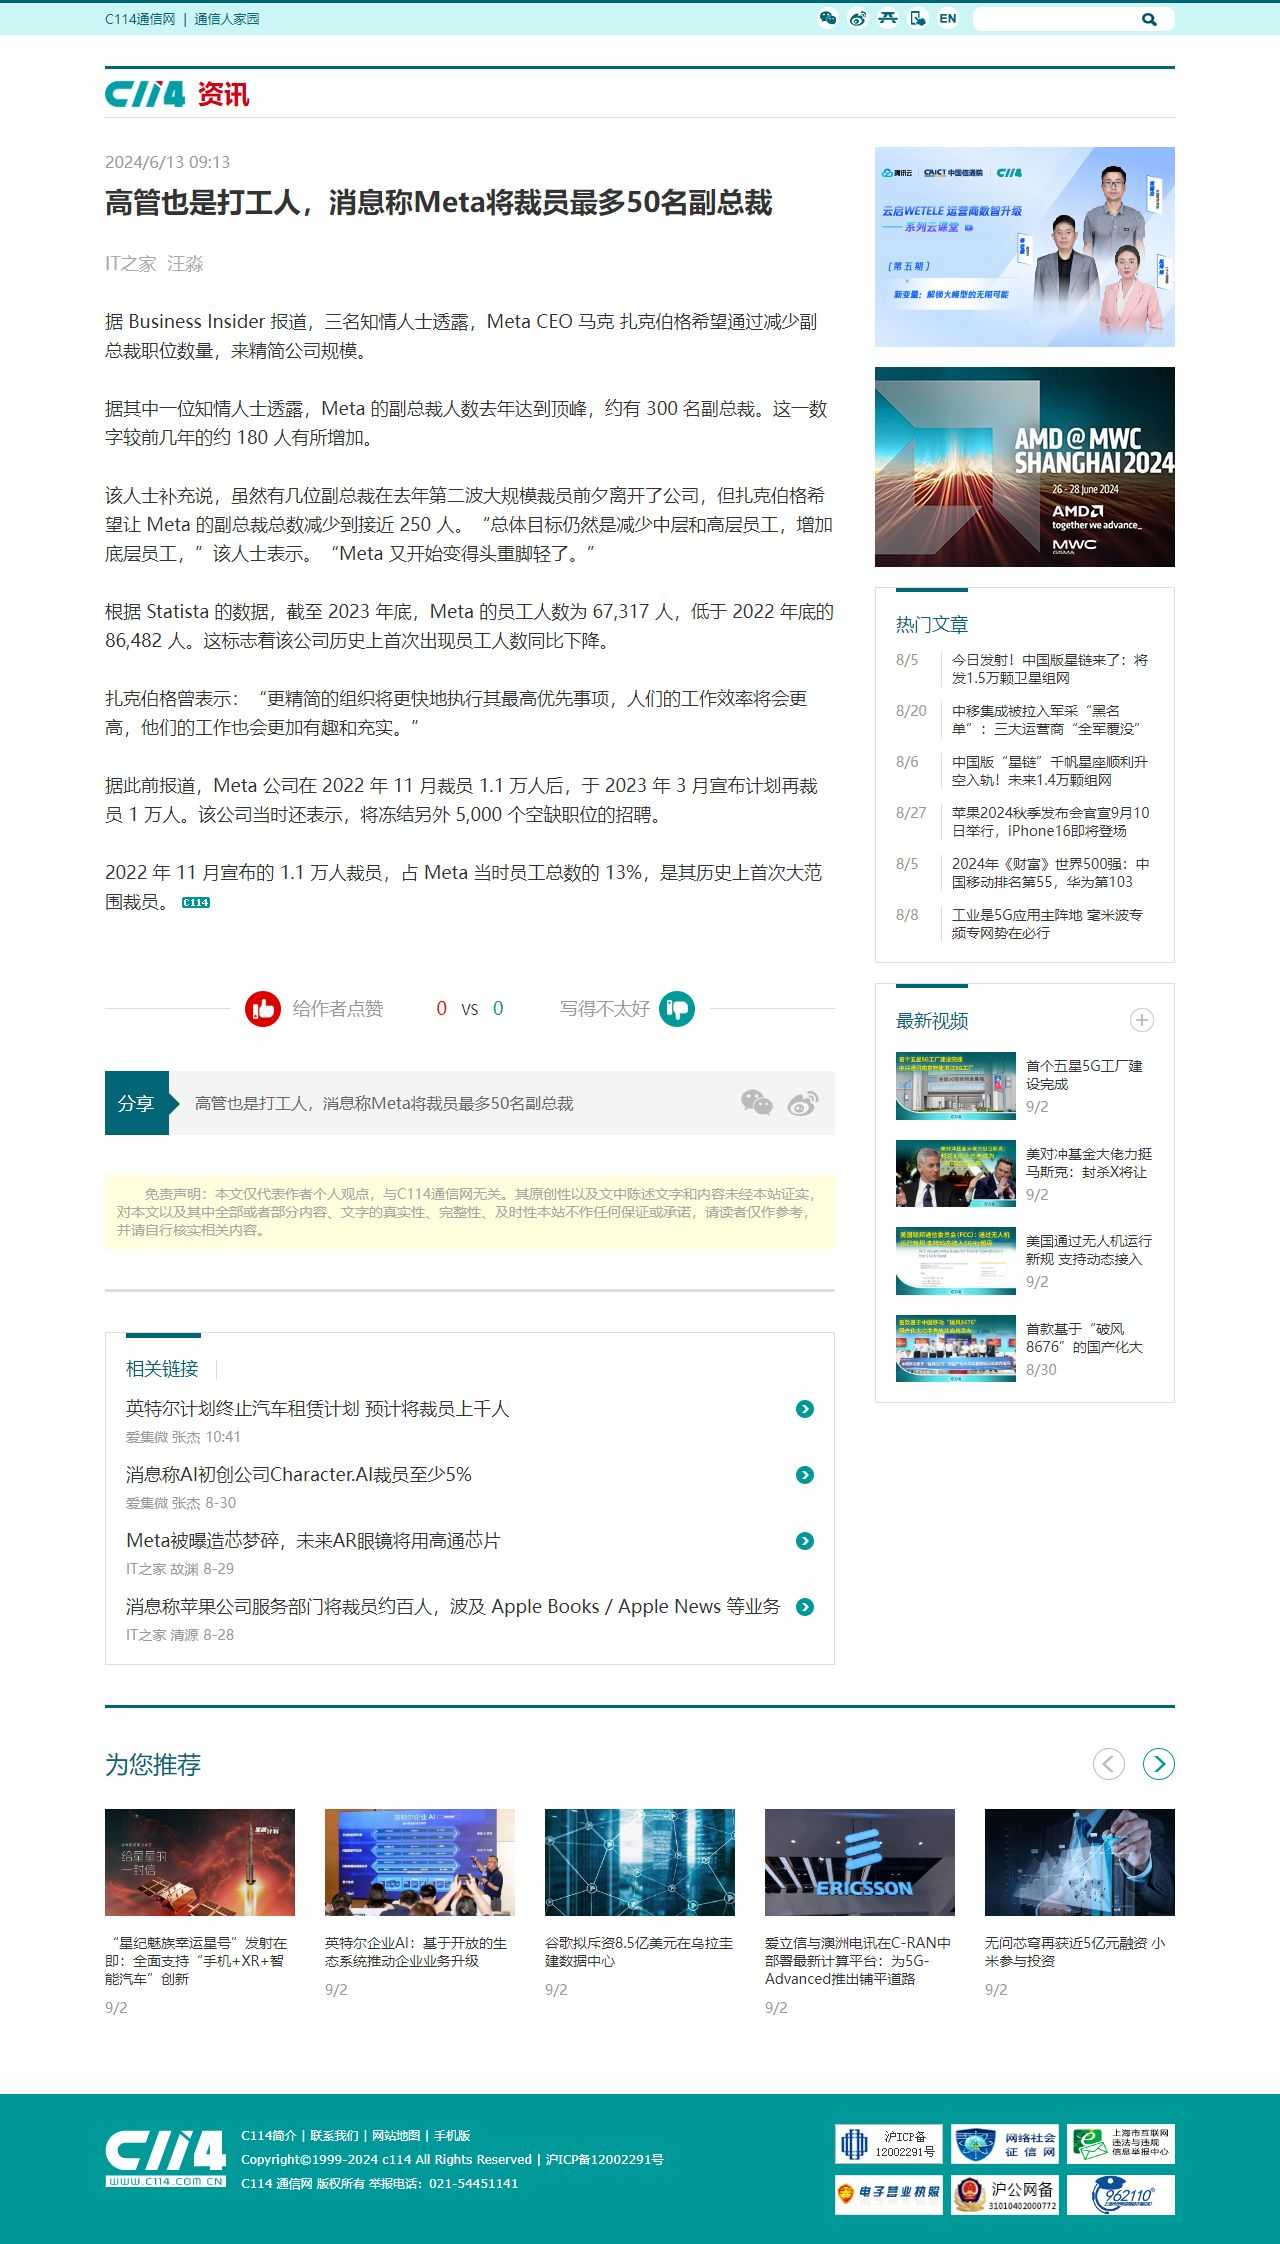 C114通信网 | 通信人家园
EN
C114 资讯
2024/6/13 09:13
高管也是打工人，消息称Meta将裁员最多50名副总裁
IT之家 汪淼
据 Business Insider 报道，三名知情人士透露，Meta CEO 马克 扎克伯格希望通过减少副
总裁职位数量，来精简公司规模。
据其中一位知情人士透露，Meta 的副总裁人数去年达到顶峰，约有 300 名副总裁。这一数
字较前几年的约 180 人有所增加。
该人士补充说，虽然有几位副总裁在去年第二波大规模裁员前夕离开了公司，但扎克伯格希
望让 Meta 的副总裁总数减少到接近 250 人。“总体目标仍然是减少中层和高层员工，增加
底层员工，”该人士表示。“Meta 又开始变得头重脚轻了。”
根据 Statista 的数据，截至 2023 年底，Meta 的员工人数为 67,317 人，低于 2022 年底的
86,482 人。这标志着该公司历史上首次出现员工人数同比下降。
扎克伯格曾表示：“更精简的组织将更快地执行其最高优先事项，人们的工作效率将会更
高，他们的工作也会更加有趣和充实。”
据此前报道，Meta 公司在 2022 年 11 月裁员 1.1 万人后，于 2023 年 3 月宣布计划再裁
员 1 万人。该公司当时还表示，将冻结另外 5,000 个空缺职位的招聘。
2022 年 11 月宣布的 1.1 万人裁员，占 Meta 当时员工总数的 13%，是其历史上首次大范
围裁员。 C114
给作者点赞 0 VS 0 写得不太好
分享 高管也是打工人，消息称Meta将裁员最多50名副总裁
免责声明：本文仅代表作者个人观点，与C114通信网无关。其原创性以及文中陈述文字和内容未经本站证实，
对本文以及其中全部或者部分内容、文字的真实性、完整性、及时性本站不作任何保证或承诺，请读者仅作参考，
并请自行核实相关内容。
相关链接
英特尔计划终止汽车租赁计划 预计将裁员上千人
爱集微 张杰 10:41
消息称AI初创公司Character.AI裁员至少5%
爱集微 张杰 8-30
Meta被曝造芯梦碎，未来AR眼镜将用高通芯片
IT之家 故渊 8-29
消息称苹果公司服务部门将裁员约百人，波及 Apple Books / Apple News 等业务
IT之家 清源 8-28
腾讯云 CAICT 中国信通院 C114
云启WETELE 运营商数智升级
系列云课堂
(第五期)
新变量：解锁大模型的无限可能
AMD @ MWC
SHANGHAI 2024
26 - 28 June 2024
AMD
together we advance_
MWC
GSMA
热门文章
8/5 今日发射！中国版星链来了：将
发1.5万颗卫星组网
8/20 中移集成被拉入军采“黑名
单”：三大运营商“全军覆没”
8/6 中国版“星链”千帆星座顺利升
空入轨！未来1.4万颗组网
8/27 苹果2024秋季发布会官宣9月10
日举行，iPhone16即将登场
8/5 2024年《财富》世界500强：中
国移动排名第55，华为第103
8/8 工业是5G应用主阵地 毫米波专
频专网势在必行
最新视频
首个五星5G工厂建
设完成
9/2
美对冲基金大佬力挺
马斯克：封杀X将让
9/2
美国通过无人机运行
新规 支持动态接入
9/2
首款基于“破风
8676”的国产化大
8/30
为您推荐
给星星的
一封信
英特尔企业 AI
ERICSSON
“星纪魅族幸运星号”发射在
即：全面支持“手机+XR+智
能汽车”创新
9/2
英特尔企业AI：基于开放的生
态系统推动企业业务升级
9/2
谷歌拟斥资8.5亿美元在乌拉圭
建数据中心
9/2
爱立信与澳洲电讯在C-RAN中
部署最新计算平台：为5G-
Advanced推出铺平道路
9/2
无问芯穹再获近5亿元融资 小
米参与投资
9/2
C114
WWW.C114.COM.CN
C114简介 | 联系我们 | 网站地图 | 手机版
Copyright©1999-2024 c114 All Rights Reserved | 沪ICP备12002291号
C114 通信网 版权所有 举报电话：021-54451141
沪ICP备
12002291号
网络社会
征信网
上海市互联网
违法与违规
信息举报中心
电子营业执照
沪公网备
31010402000772
962110